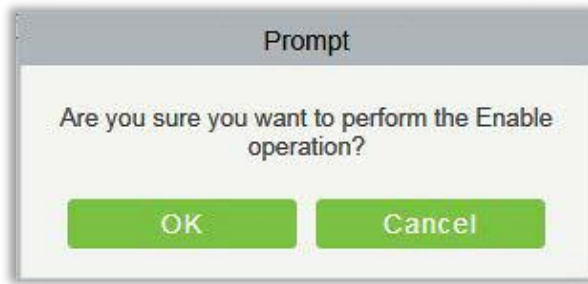 Prompt
Are you sure you want to perform the Enable
operation?
OK
Cancel